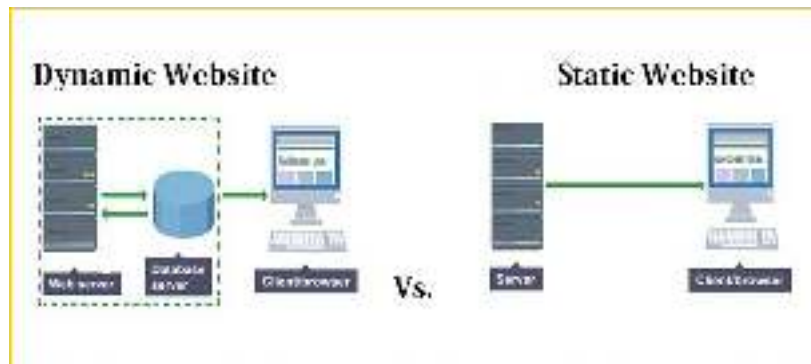 Dynamic Website
Static Website
Web server
Database
server
Client/browser
Vs.
Server
Client/browser